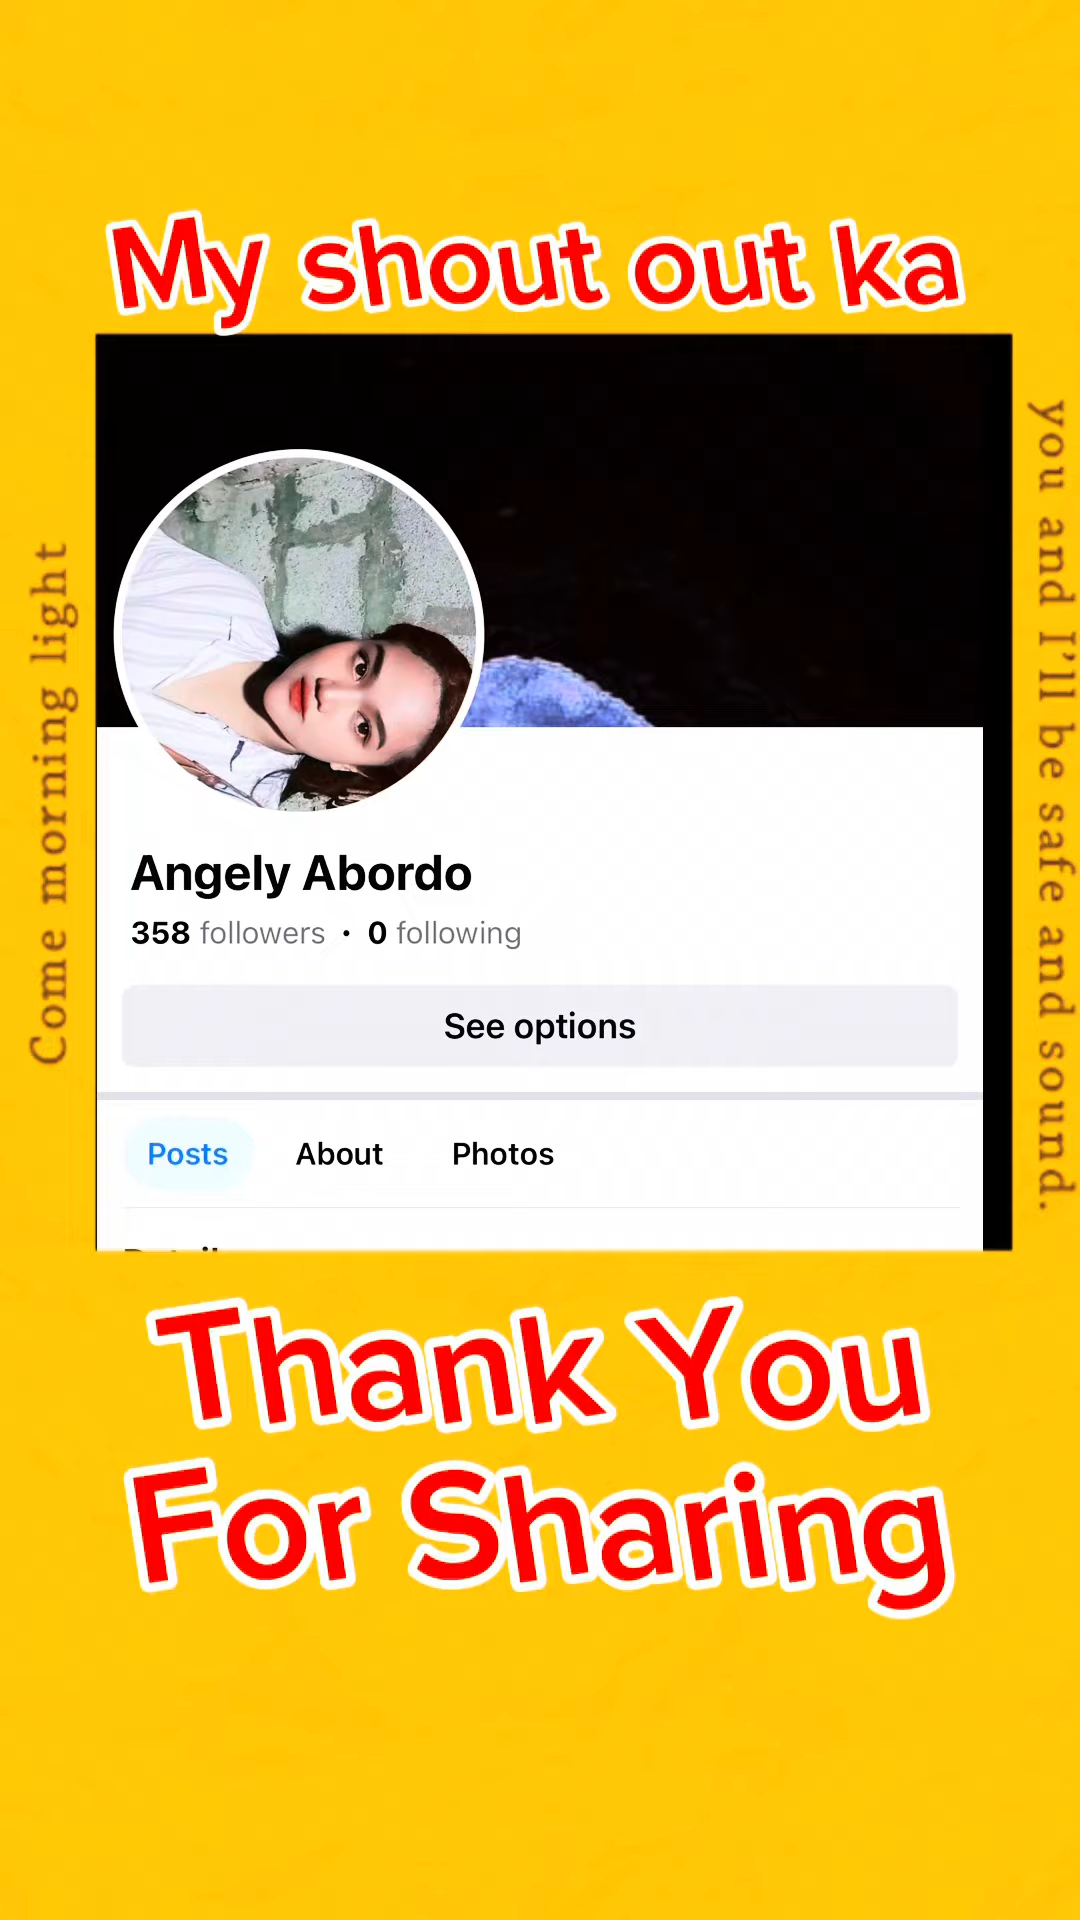 My shout out ka
Come morning light
you and I'll be safe and sound.
Angely Abordo
358 followers · 0 following
See options
Posts About Photos
Thank You
For Sharing